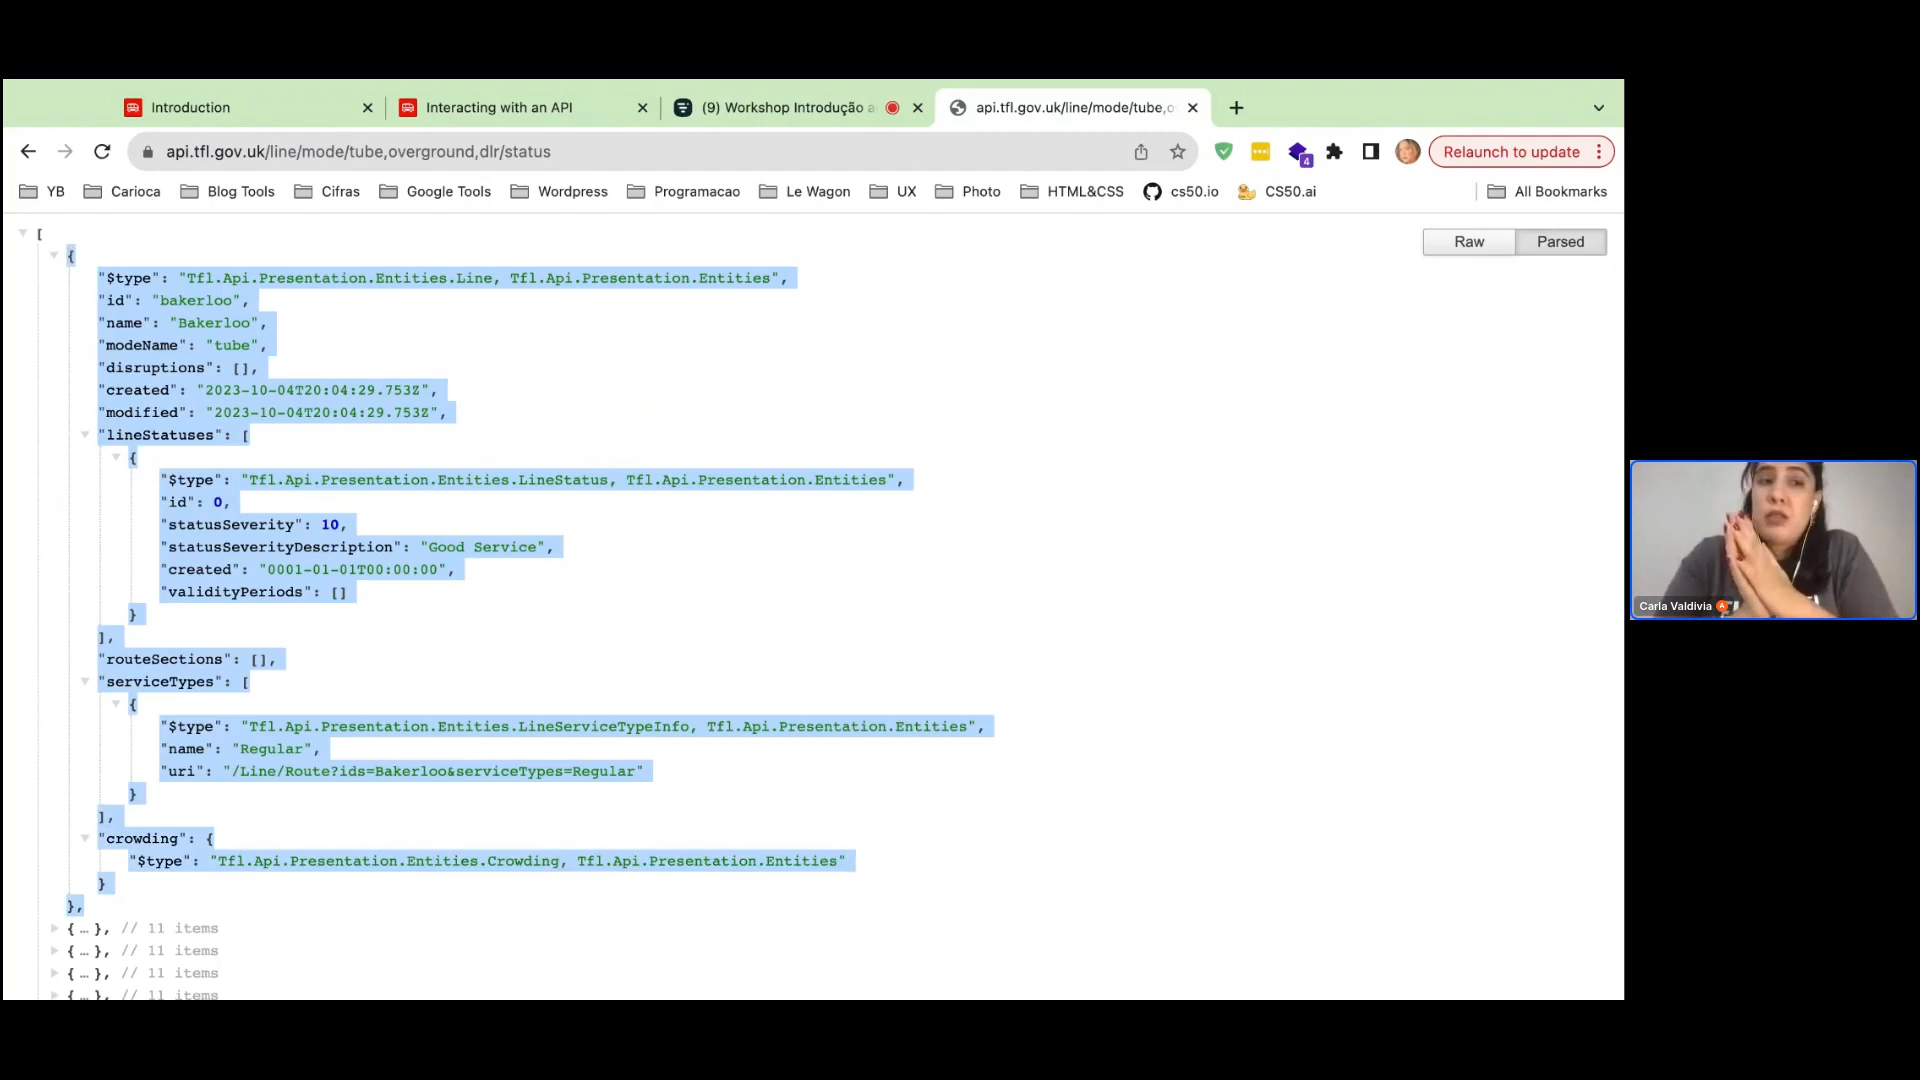 Introduction
Interacting with an API
(9) Workshop Introdução a
api.tfl.gov.uk/line/mode/tube,o
api.tfl.gov.uk/line/mode/tube,overground,dlr/status
4
Relaunch to update
YB
Carioca
Blog Tools
Cifras
Google Tools
Wordpress
Programacao
Le Wagon
UX
Photo
HTML&CSS
cs50.io
CS50.ai
All Bookmarks
Raw
Parsed
[
{
"$type": "Tfl.Api.Presentation.Entities.Line, Tfl.Api.Presentation.Entities",
"id": "bakerloo",
"name": "Bakerloo",
"modeName": "tube",
"disruptions": [],
"created": "2023-10-04T20:04:29.753Z",
"modified": "2023-10-04T20:04:29.753Z",
"lineStatuses": [
{
"$type": "Tfl.Api.Presentation.Entities.LineStatus, Tfl.Api.Presentation.Entities",
"id": 0,
"statusSeverity": 10,
"statusSeverityDescription": "Good Service",
"created": "0001-01-01T00:00:00",
"validityPeriods": []
}
],
"routeSections": [],
"serviceTypes": [
{
"$type": "Tfl.Api.Presentation.Entities.LineServiceTypeInfo, Tfl.Api.Presentation.Entities",
"name": "Regular",
"uri": "/Line/Route?ids=Bakerloo&serviceTypes=Regular"
}
],
"crowding": {
"$type": "Tfl.Api.Presentation.Entities.Crowding, Tfl.Api.Presentation.Entities"
}
},
{ … }, // 11 items
{ … }, // 11 items
{ … }, // 11 items
{ … }, // 11 items
Carla Valdivia